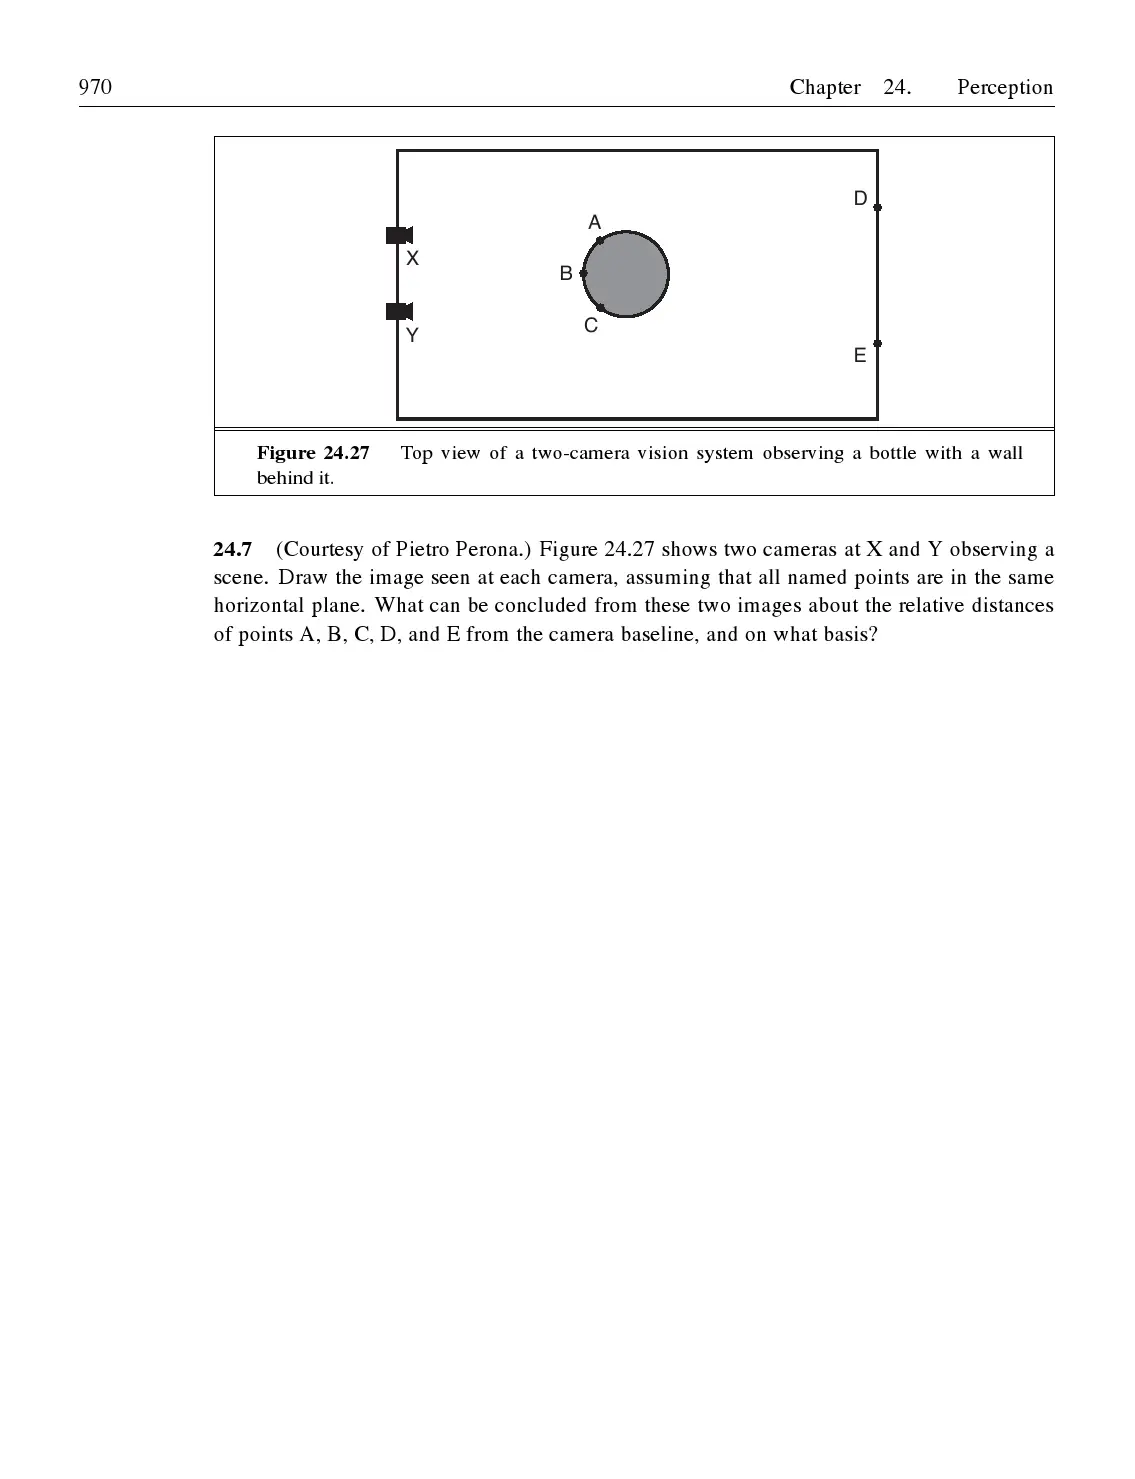 970 Chapter 24. Perception
D
A
X
B
C
Y
E
Figure 24.27 Top view of a two-camera vision system observing a bottle with a wall
behind it.
24.7 (Courtesy of Pietro Perona.) Figure 24.27 shows two cameras at X and Y observing a
scene. Draw the image seen at each camera, assuming that all named points are in the same
horizontal plane. What can be concluded from these two images about the relative distances
of points A, B, C, D, and E from the camera baseline, and on what basis?